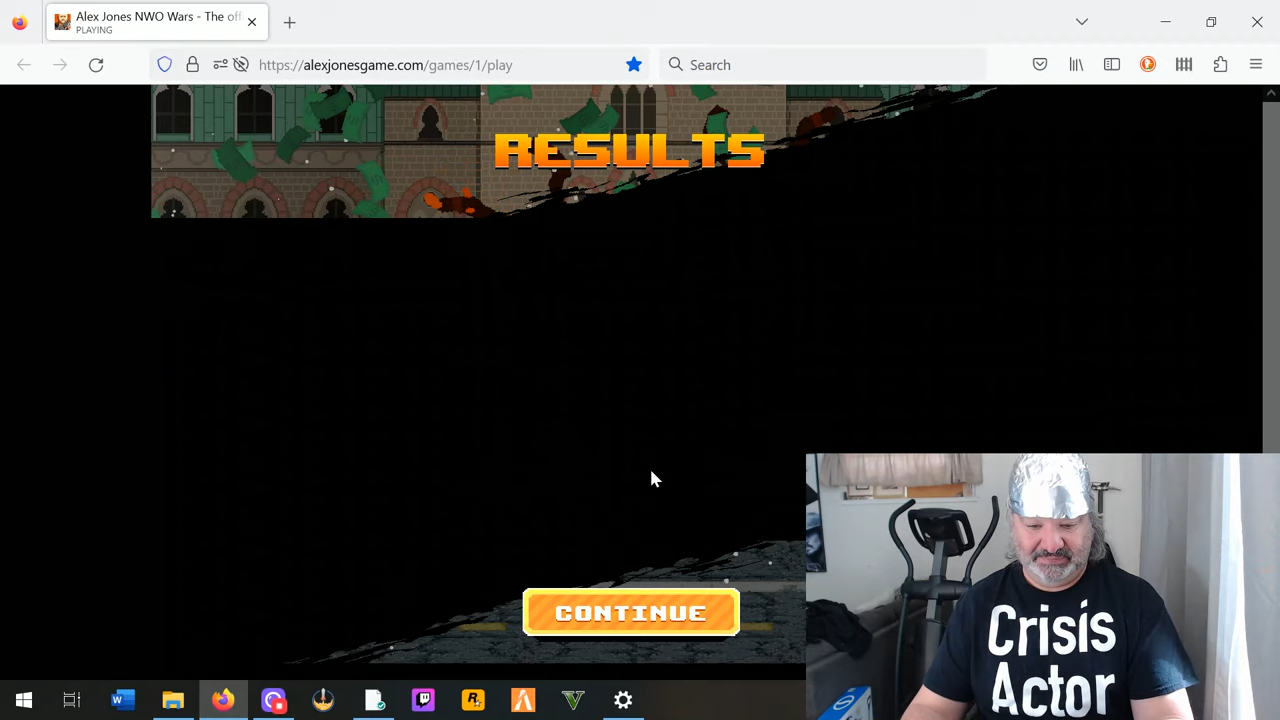 Alex Jones NWO Wars - The off
PLAYING
https://alexjonesgame.com/games/1/play
Search
RESULTS
CONTINUE
Crisis
Actor